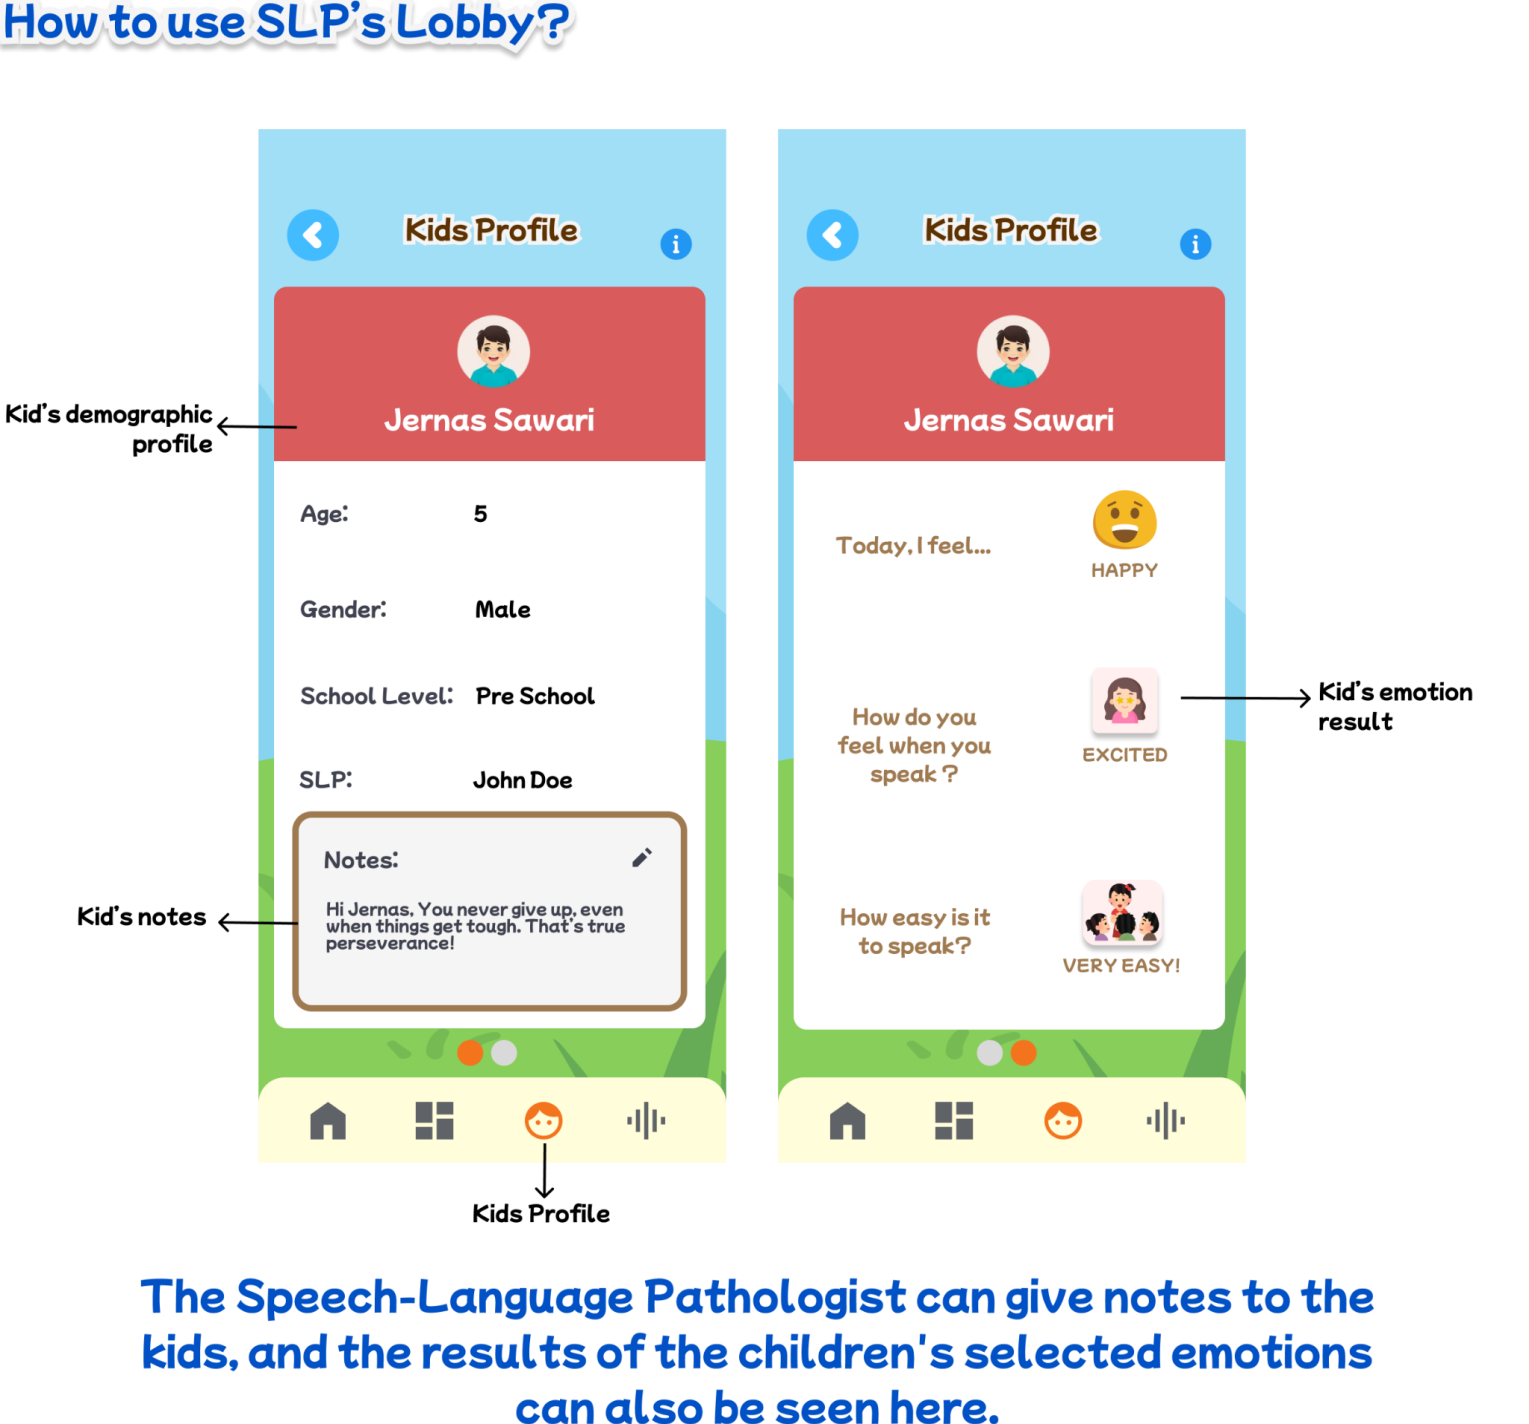 How to use SLP's Lobby?
Kids Profile
Jernas Sawari
Kid's demographic
profile
Age: 5
Gender: Male
School Level: Pre School
SLP: John Doe
Notes:
Hi Jernas, You never give up, even
when things get tough. That's true
perseverance!
Kid's notes
Kids Profile
Kids Profile
Jernas Sawari
Today, I feel...
HAPPY
How do you
feel when you
speak ?
EXCITED
Kid's emotion
result
How easy is it
to speak?
VERY EASY!
The Speech-Language Pathologist can give notes to the
kids, and the results of the children's selected emotions
can also be seen here.